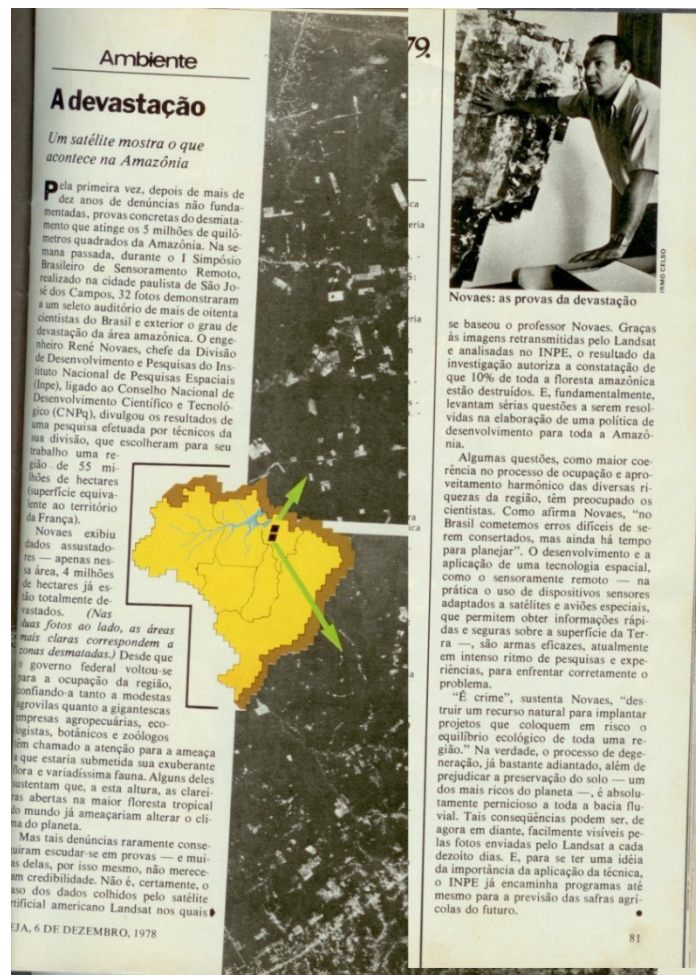 Ambiente
A devastação
Um satélite mostra o que
acontece na Amazônia
Pela primeira vez, depois de mais de
dez anos de denúncias não funda-
mentadas, provas concretas do desmata-
mento que atinge os 5 milhões de quilô-
metros quadrados da Amazônia. Na se-
mana passada, durante o I Simpósio
Brasileiro de Sensoramento Remoto,
realizado na cidade paulista de São Jo-
sé dos Campos, 32 fotos demonstraram
a um seleto auditório de mais de oitenta
cientistas do Brasil e exterior o grau de
devastação da área amazônica. O enge-
nheiro René Novaes, chefe da Divisão
de Desenvolvimento e Pesquisas do Ins-
tituto Nacional de Pesquisas Espaciais
(Inpe), ligado ao Conselho Nacional de
Desenvolvimento Científico e Tecnoló-
gico (CNPq), divulgou os resultados de
uma pesquisa efetuada por técnicos da
sua divisão, que escolheram para seu
trabalho uma re-
gião de 55 mi-
lhões de hectares
(superfície equiva-
lente ao território
da França).
Novaes exibiu
dados assustado-
res — apenas nes-
sa área, 4 milhões
de hectares já es-
tão totalmente de-
vastados. (Nas
duas fotos ao lado, as áreas
mais claras correspondem a
zonas desmatadas.) Desde que
o governo federal voltou-se
para a ocupação da região,
confiando-a tanto a modestas
agrovilas quanto a gigantescas
empresas agropecuárias, eco-
logistas, botânicos e zoólogos
têm chamado a atenção para a ameaça
a que estaria submetida sua exuberante
flora e variadíssima fauna. Alguns deles
sustentam que, a esta altura, as clarei-
ras abertas na maior floresta tropical
do mundo já ameaçariam alterar o cli-
ma do planeta.
Mas tais denúncias raramente conse-
guiram escudar-se em provas — e mui-
as delas, por isso mesmo, não merece-
am credibilidade. Não é, certamente, o
aso dos dados colhidos pelo satélite
rtificial americano Landsat nos quais
EJA, 6 DE DEZEMBRO, 1978
79.
ca
eria
S:
eria
ra
ica
IRMO CELSO
Novaes: as provas da devastação
se baseou o professor Novaes. Graças
às imagens retransmitidas pelo Landsat
e analisadas no INPE, o resultado da
investigação autoriza a constatação de
que 10% de toda a floresta amazônica
estão destruídos. E, fundamentalmente,
levantam sérias questões a serem resol-
vidas na elaboração de uma política de
desenvolvimento para toda a Amazô-
nia.
Algumas questões, como maior coe-
rência no processo de ocupação e apro-
veitamento harmônico das diversas ri-
quezas da região, têm preocupado os
cientistas. Como afirma Novaes, “no
Brasil cometemos erros difíceis de se-
rem consertados, mas ainda há tempo
para planejar”. O desenvolvimento e a
aplicação de uma tecnologia espacial,
como o sensoramente remoto — na
prática o uso de dispositivos sensores
adaptados a satélites e aviões especiais,
que permitem obter informações rápi-
das e seguras sobre a superfície da Ter-
ra —, são armas eficazes, atualmente
em intenso ritmo de pesquisas e expe-
riências, para enfrentar corretamente o
problema.
“É crime”, sustenta Novaes, “des-
truir um recurso natural para implantar
projetos que coloquem em risco o
equilíbrio ecológico de toda uma re-
gião.” Na verdade, o processo de dege-
neração, já bastante adiantado, além de
prejudicar a preservação do solo — um
dos mais ricos do planeta —, é absolu-
tamente pernicioso a toda a bacia flu-
vial. Tais conseqüências podem ser, de
agora em diante, facilmente visíveis pe-
las fotos enviadas pelo Landsat a cada
dezoito dias. E, para se ter uma idéia
da importância da aplicação da técnica,
o INPE já encaminha programas até
mesmo para a previsão das safras agrí-
colas do futuro.
81